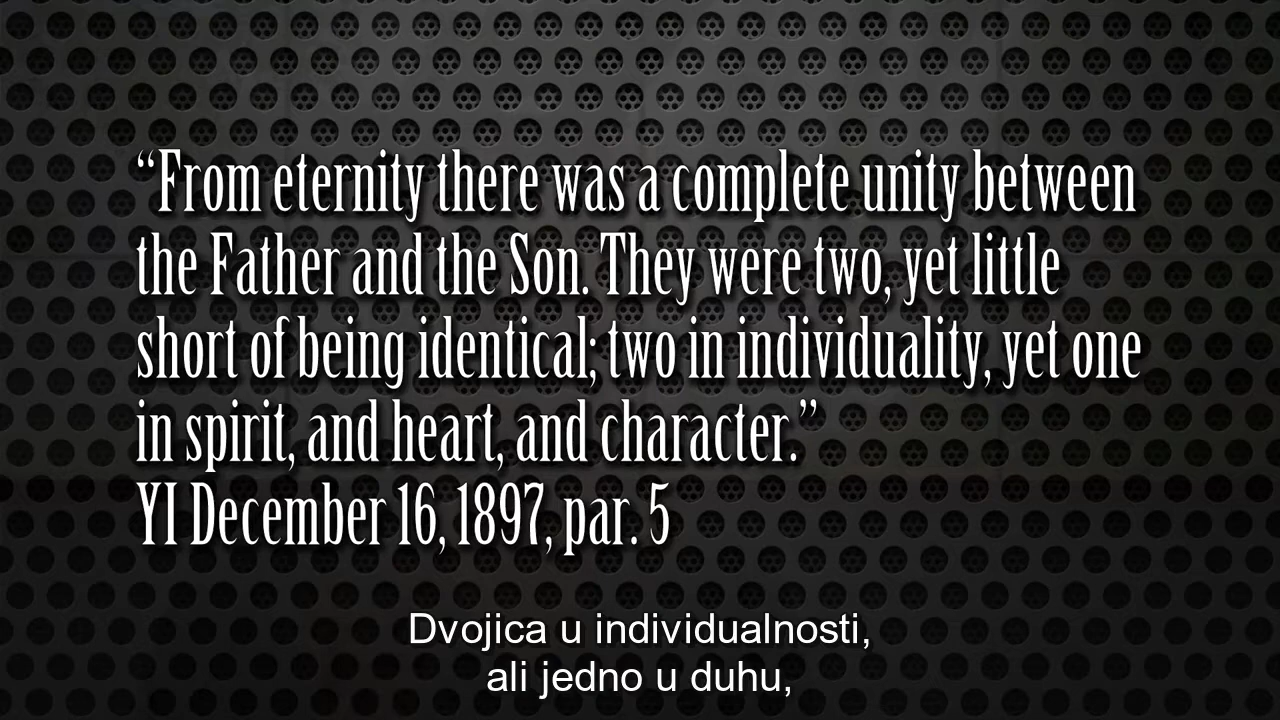 “From eternity there was a complete unity between
the Father and the Son. They were two, yet little
short of being identical; two in individuality, yet one
in spirit, and heart, and character.”
YI December 16, 1897, par. 5
Dvojica u individualnosti,
ali jedno u duhu,